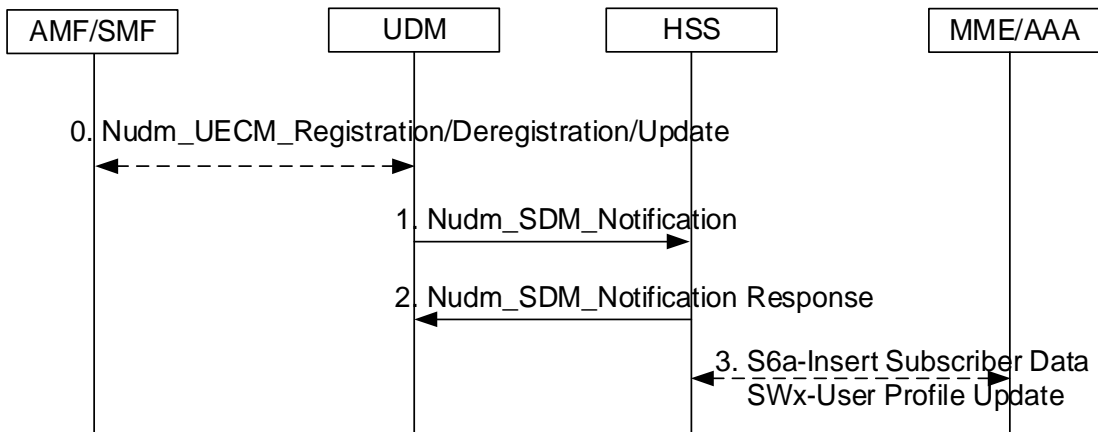 AMF/SMF
UDM
HSS
MME/AAA
0. Nudm_UECM_Registration/Deregistration/Update
1. Nudm_SDM_Notification
2. Nudm_SDM_Notification Response
3. S6a-Insert Subscriber Data
SWx-User Profile Update